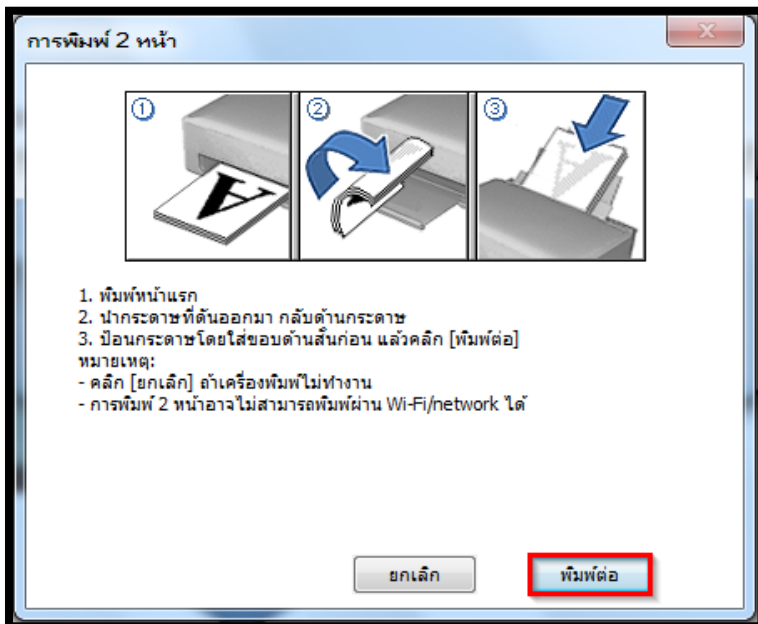 การพิมพ์ 2 หน้า
1
2
3
1. พิมพ์หน้าแรก
2. นำกระดาษที่ดันออกมา กลับด้านกระดาษ
3. ป้อนกระดาษโดยใส่ขอบด้านสั้นก่อน แล้วคลิก [พิมพ์ต่อ]
หมายเหตุ:
- คลิก [ยกเลิก] ถ้าเครื่องพิมพ์ไม่ทำงาน
- การพิมพ์ 2 หน้าอาจไม่สามารถพิมพ์ผ่าน Wi-Fi/network ได้
ยกเลิก พิมพ์ต่อ